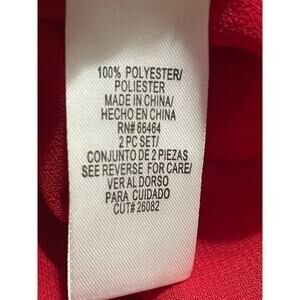 100% POLYESTER/
POLIESTER
MADE IN CHINA/
HECHO EN CHINA
RN# 66464
2 PC SET/
CONJUNTO DE 2 PIEZAS
SEE REVERSE FOR CARE/
VER AL DORSO
PARA CUIDADO
CUT# 26082